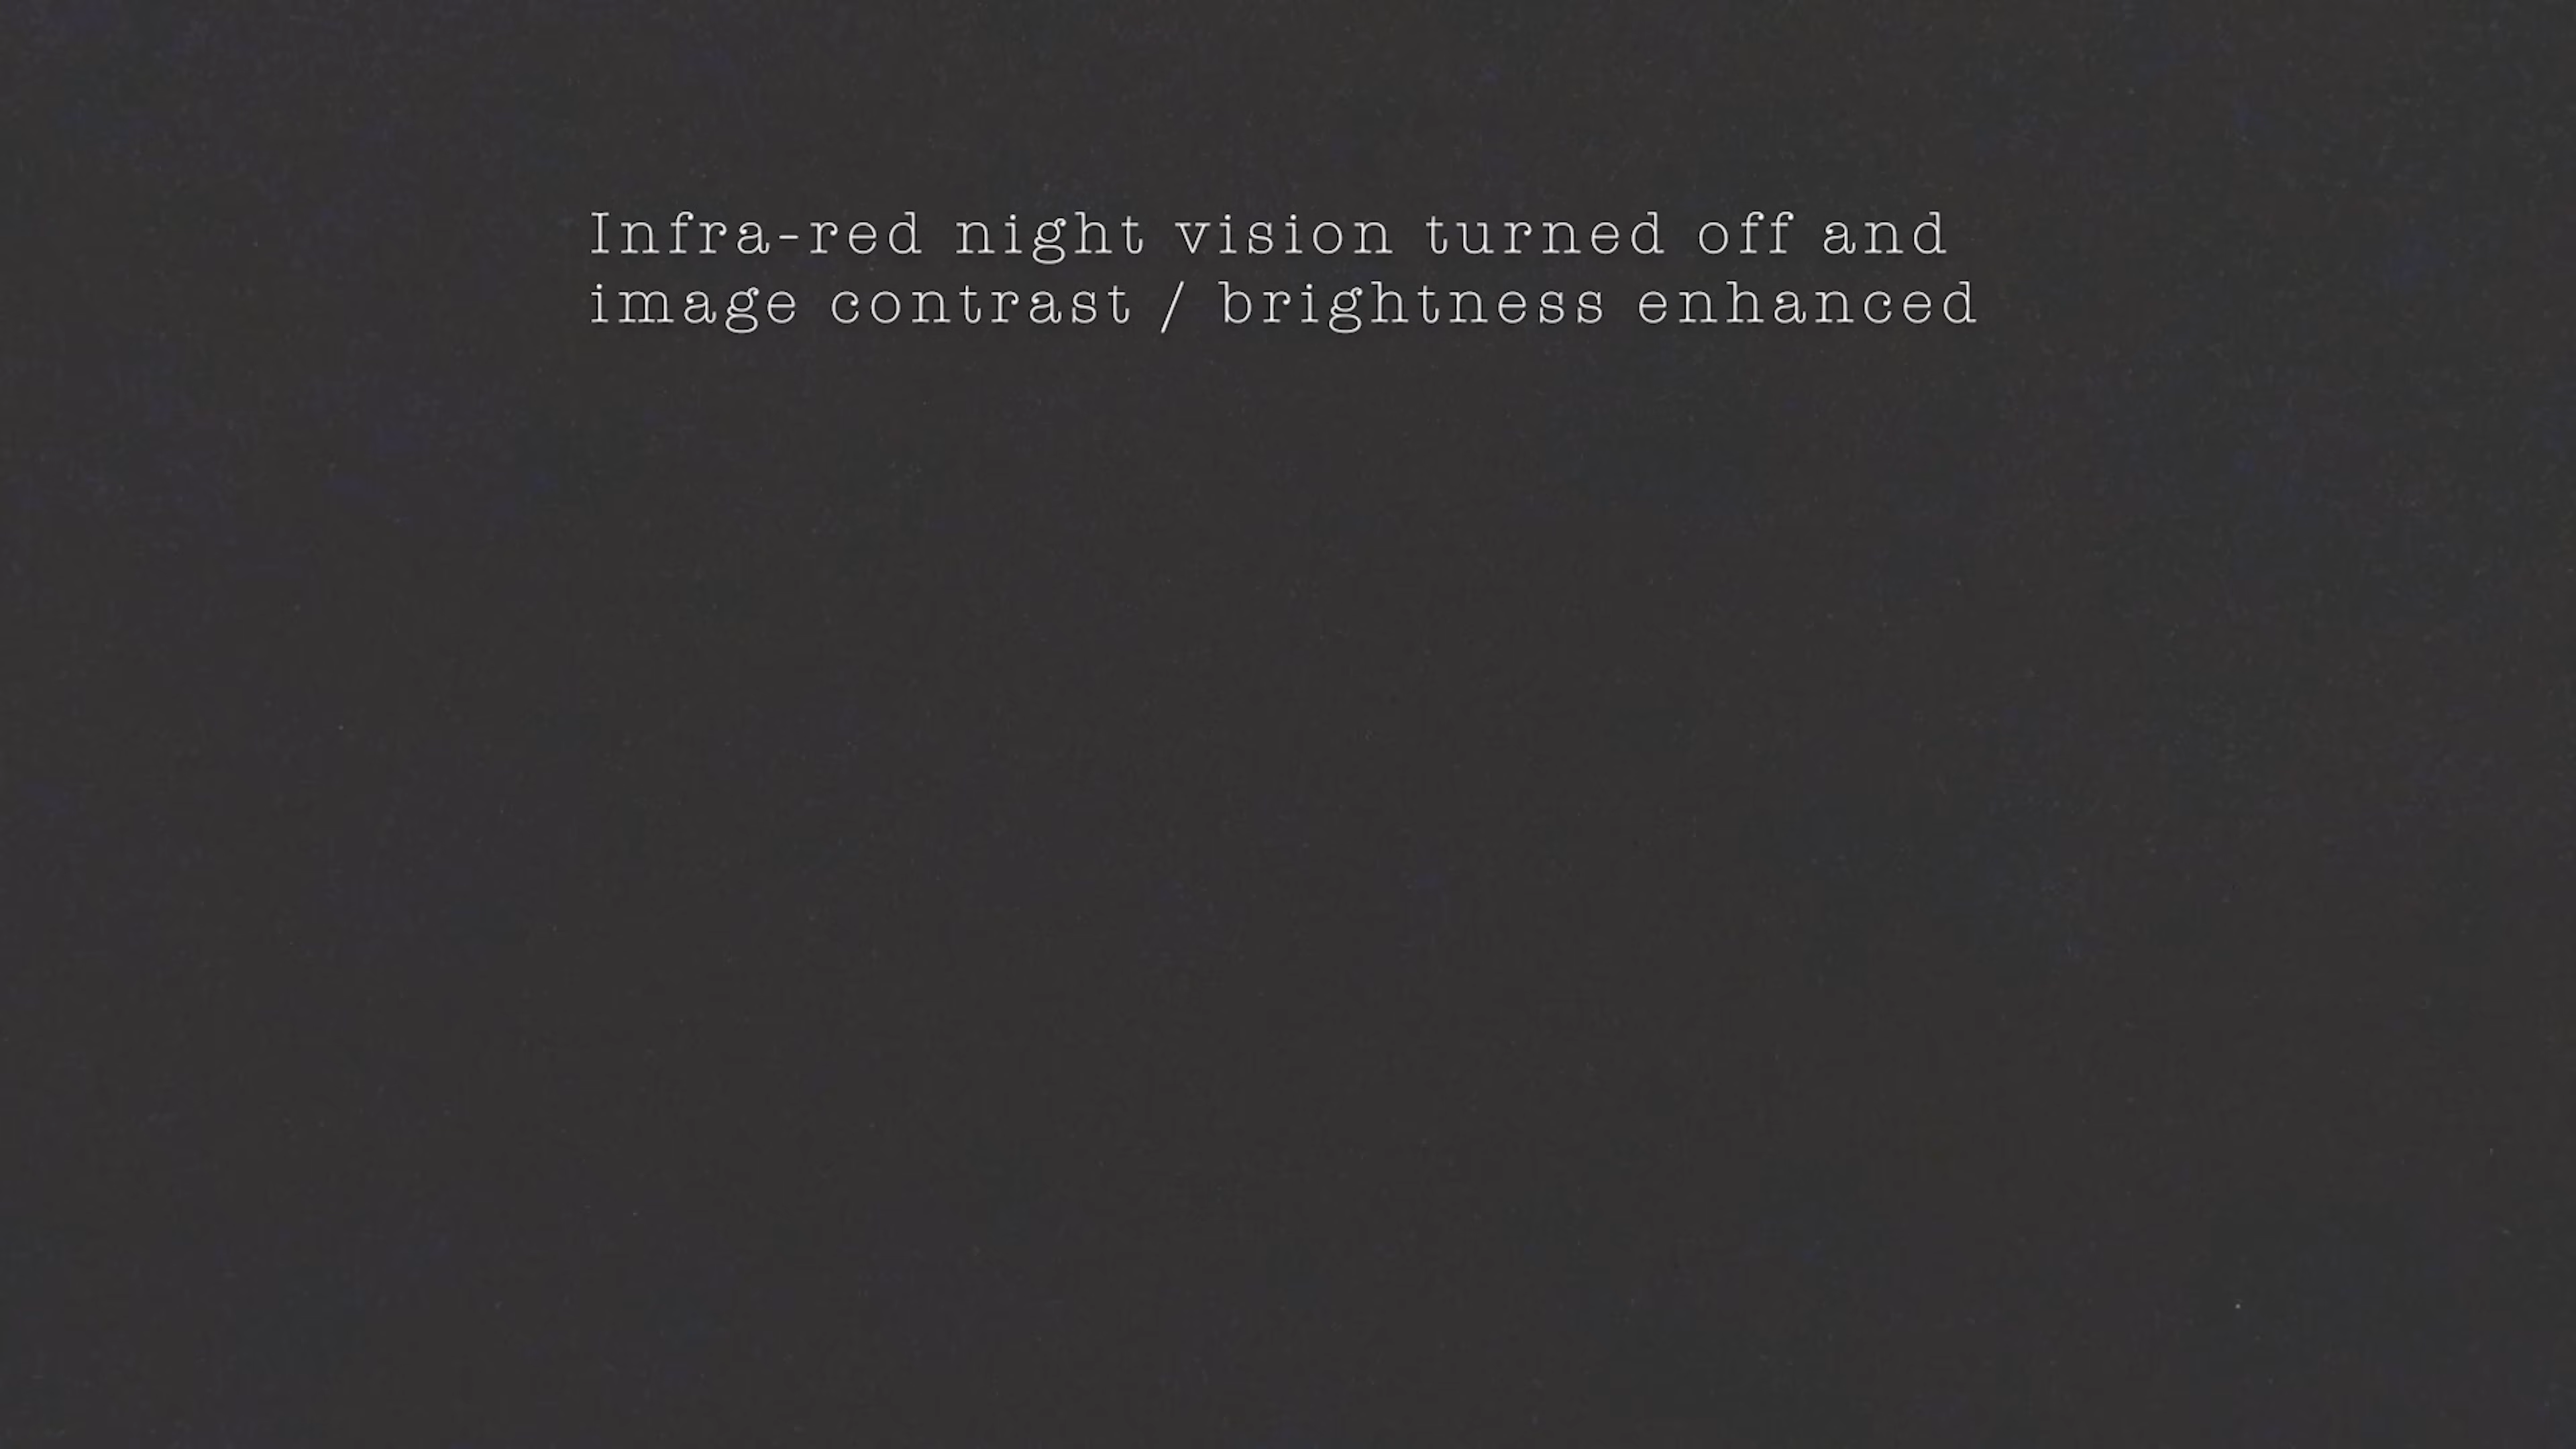 Infra-red night vision turned off and
image contrast / brightness enhanced